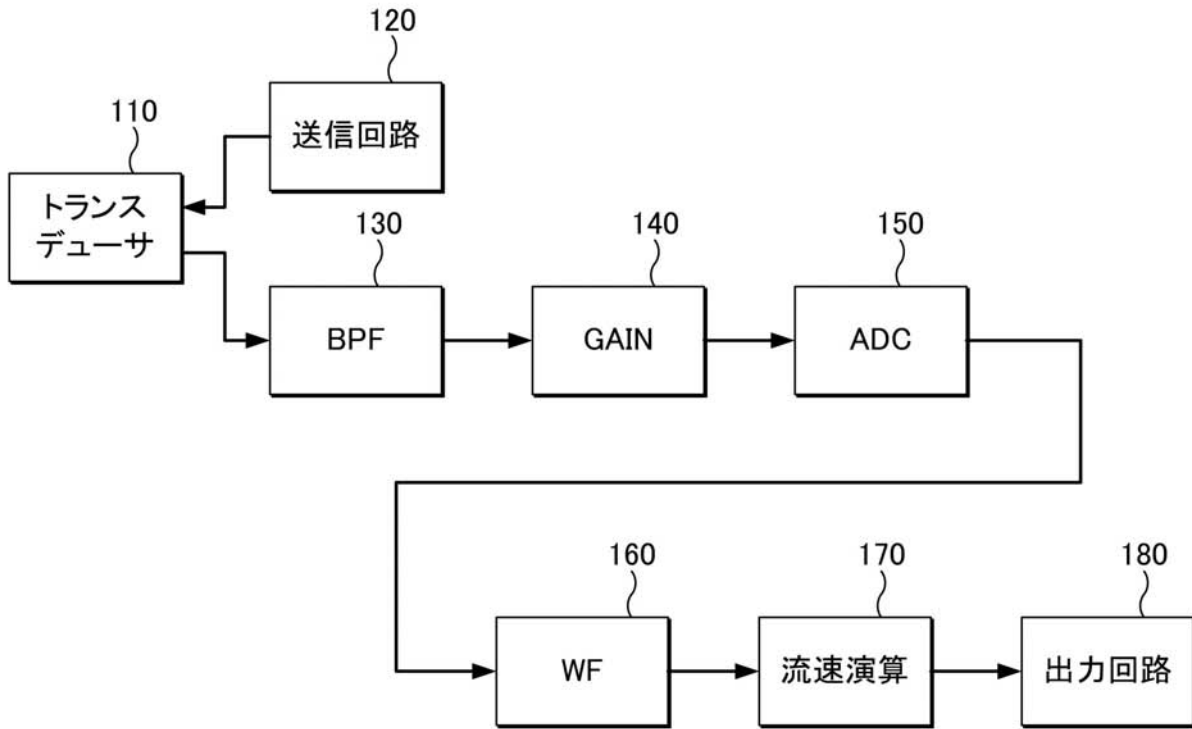 120
送信回路
110
トランス
デューサ
130
BPF
140
GAIN
150
ADC
160
WF
170
流速演算
180
出力回路